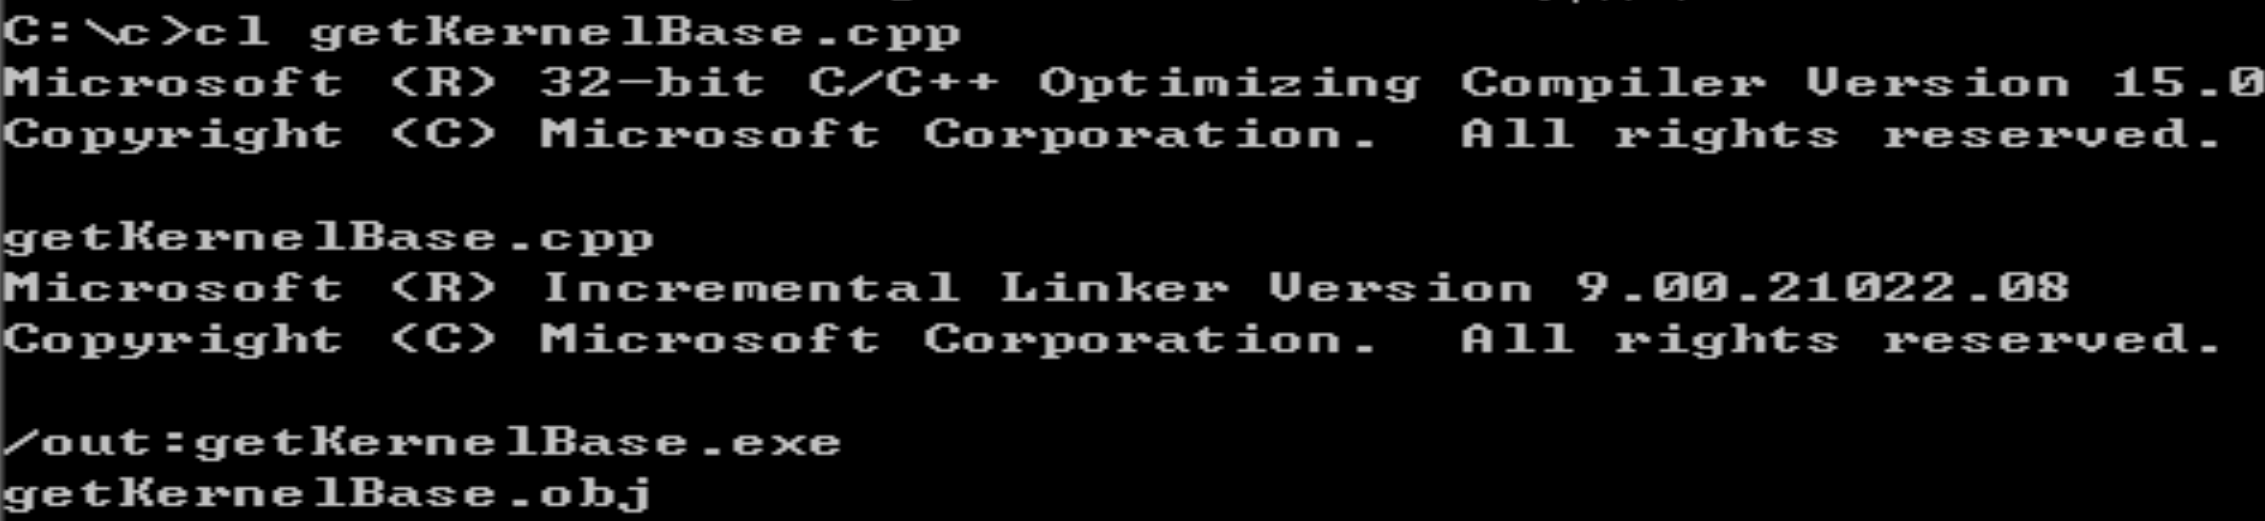 C:\c>cl getKernelBase.cpp
Microsoft (R) 32-bit C/C++ Optimizing Compiler Version 15.0
Copyright (C) Microsoft Corporation.  All rights reserved.

getKernelBase.cpp
Microsoft (R) Incremental Linker Version 9.00.21022.08
Copyright (C) Microsoft Corporation.  All rights reserved.

/out:getKernelBase.exe
getKernelBase.obj